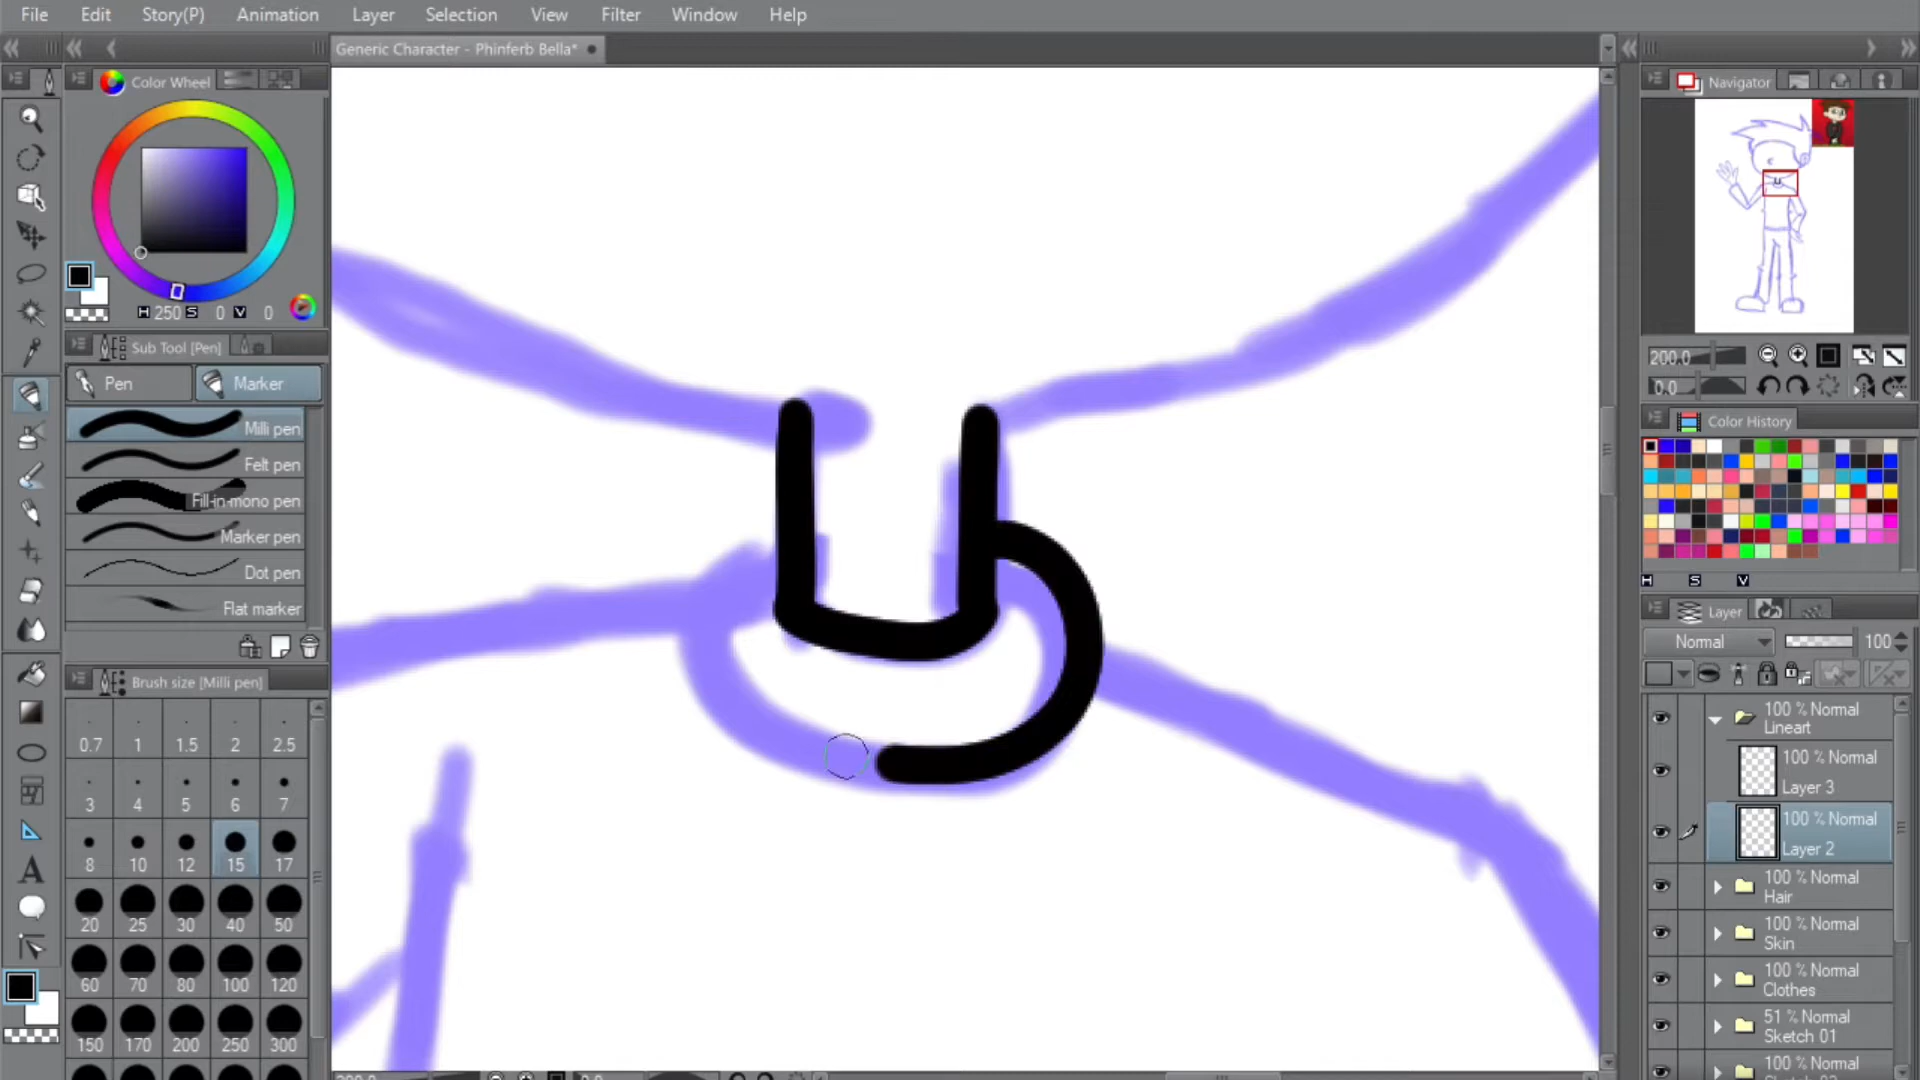 File Edit Story(P) Animation Layer Selection View Filter Window Help
Generic Character - Phinferb Bella*
Color Wheel
H 250 S 0 V 0
Sub Tool [Pen]
Pen Marker
Milli pen
Felt pen
Fill-in-mono pen
Marker pen
Dot pen
Flat marker
Brush size [Milli pen]
0.7 1 1.5 2 2.5
3 4 5 6 7
8 10 12 15 17
20 25 30 40 50
60 70 80 100 120
150 170 200 250 300
A
Navigator
200.0
0.0
Color History
H S V
Layer
Normal 100
100 % Normal
Lineart
100 % Normal
Layer 3
100 % Normal
Layer 2
100 % Normal
Hair
100 % Normal
Skin
100 % Normal
Clothes
51 % Normal
Sketch 01
100 % Normal